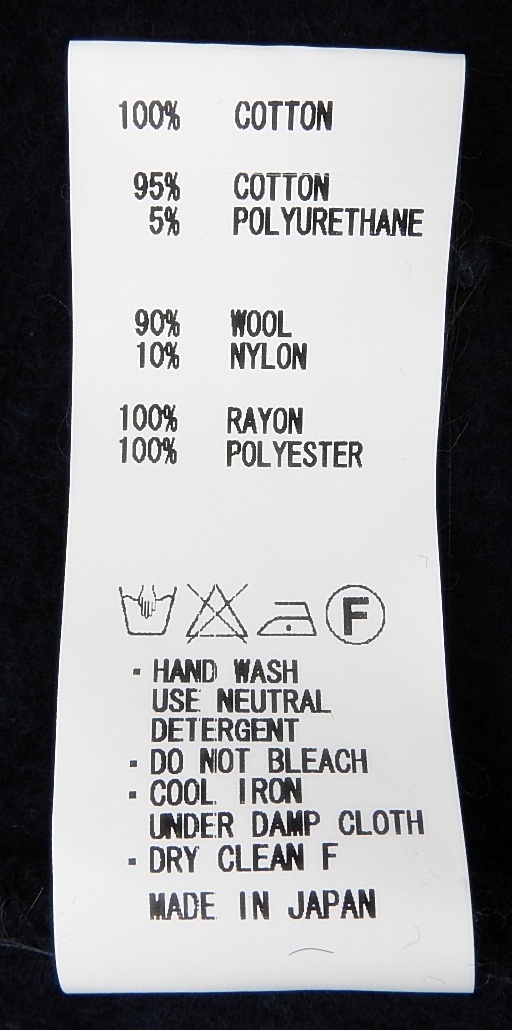 100% COTTON
95% COTTON
5% POLYURETHANE
90% WOOL
10% NYLON
100% RAYON
100% POLYESTER
F
· HAND WASH
USE NEUTRAL
DETERGENT
· DO NOT BLEACH
· COOL IRON
UNDER DAMP CLOTH
· DRY CLEAN F
MADE IN JAPAN